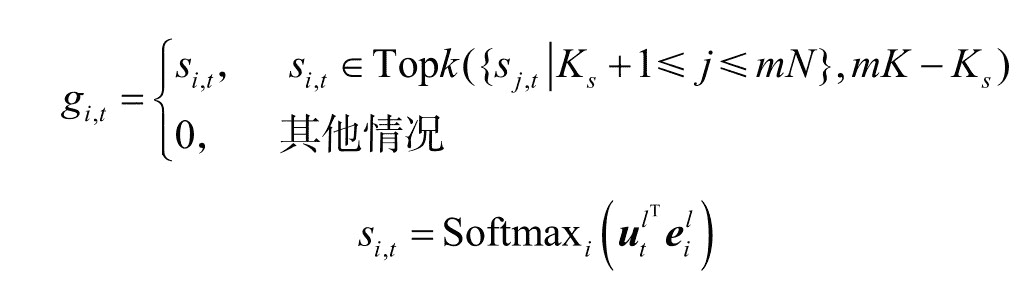 g_{i,t} = { s_{i,t}, s_{i,t} ∈ Topk({s_{j,t} | K_s + 1 ≤ j ≤ mN}, mK − K_s)
0, 其他情况
s_{i,t} = Softmax_i (u_t^{l T} e_i^l)